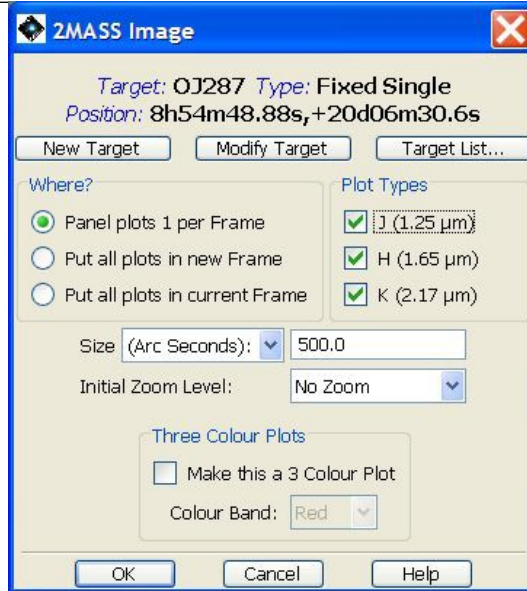 2MASS Image
Target: OJ287 Type: Fixed Single
Position: 8h54m48.88s,+20d06m30.6s
New Target Modify Target Target List...
Where? Plot Types
Panel plots 1 per Frame J (1.25 µm)
Put all plots in new Frame H (1.65 µm)
Put all plots in current Frame K (2.17 µm)
Size (Arc Seconds): 500.0
Initial Zoom Level: No Zoom
Three Colour Plots
Make this a 3 Colour Plot
Colour Band: Red
OK Cancel Help